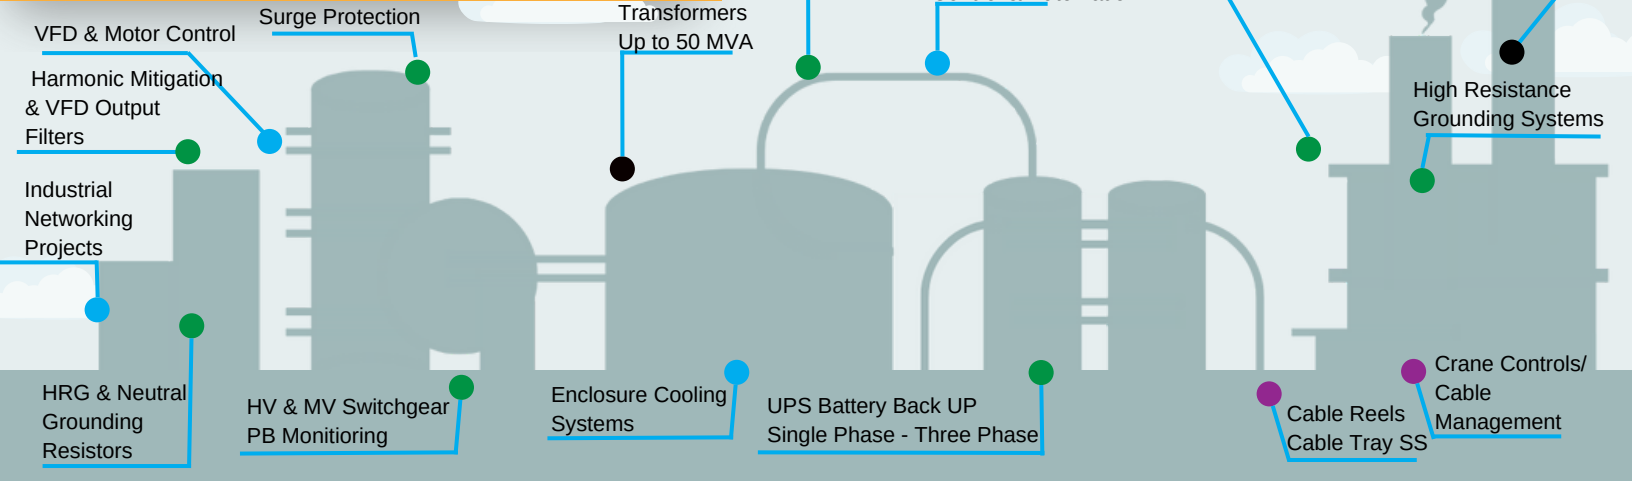 Surge Protection
VFD & Motor Control
Harmonic Mitigation
& VFD Output
Filters
Industrial
Networking
Projects
Transformers
Up to 50 MVA
High Resistance
Grounding Systems
HRG & Neutral
Grounding
Resistors
HV & MV Switchgear
PB Monitioring
Enclosure Cooling
Systems
UPS Battery Back UP
Single Phase - Three Phase
Cable Reels
Cable Tray SS
Crane Controls/
Cable
Management